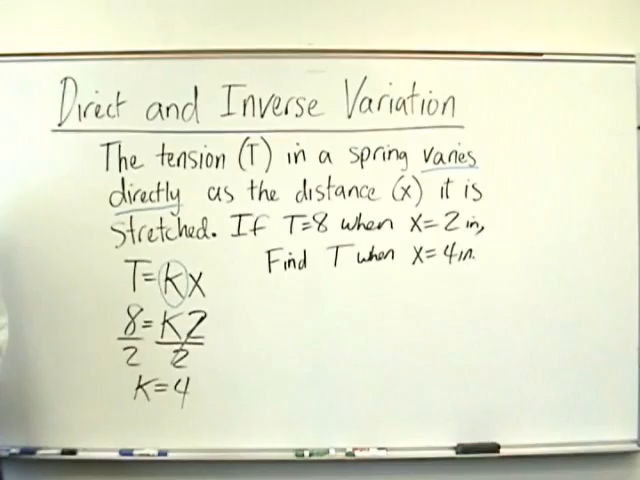 Direct and Inverse Variation
The tension (T) in a spring varies
directly as the distance (x) it is
stretched. If T=8 when x=2 in,
Find T when x=4 in.
T=Kx
8=K2
2 2
K=4